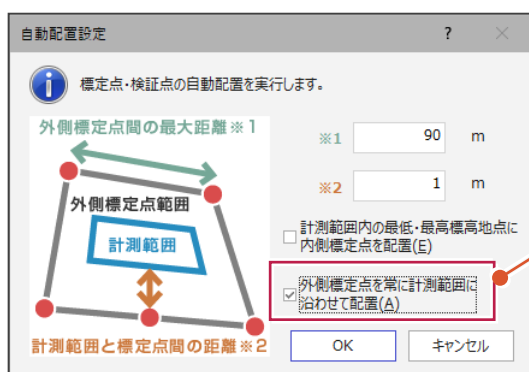 自動配置設定
?
標定点・検証点の自動配置を実行します。
外側標定点間の最大距離※1
外側標定点範囲
計測範囲
計測範囲と標定点間の距離※2
※1 90 m
※2 1 m
計測範囲内の最低・最高標高地点に
内側標定点を配置(E)
外側標定点を常に計測範囲に
沿わせて配置(A)
OK
キャンセル